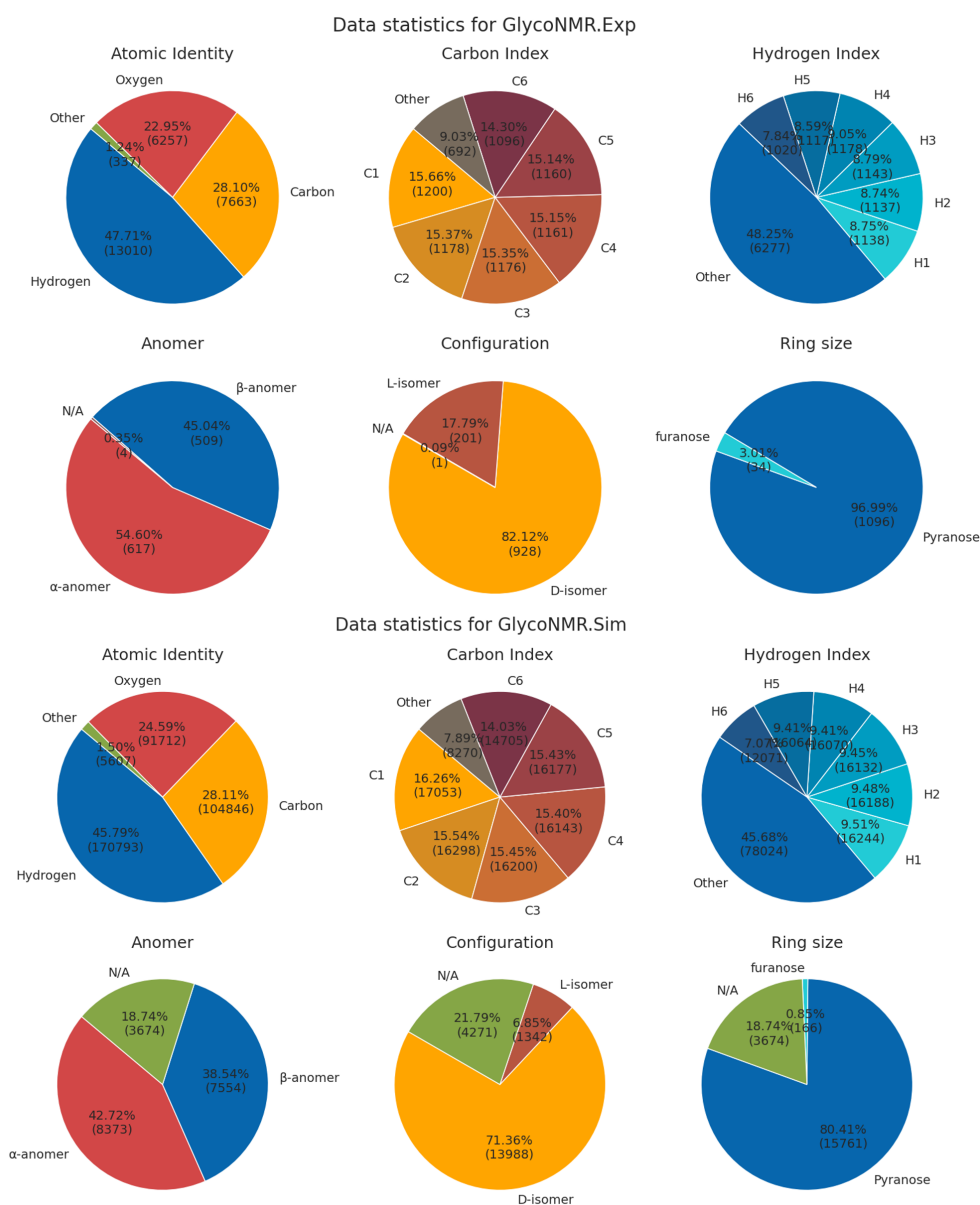 Data statistics for GlycoNMR.Exp
Atomic Identity
Oxygen
22.95%
(6257)
Other
1.24%
(337)
28.10%
(7663)
Carbon
47.71%
(13010)
Hydrogen
Carbon Index
C6
Other
14.30%
(1096)
9.03%
(692)
C5
15.14%
(1160)
C1
15.66%
(1200)
15.15%
(1161)
C4
15.37%
(1178)
C2
15.35%
(1176)
C3
Hydrogen Index
H5
H4
H6
8.59%
(1117)
9.05%
(1178)
7.84%
(1020)
H3
8.79%
(1143)
8.74%
(1137)
H2
8.75%
(1138)
H1
48.25%
(6277)
Other
Anomer
β-anomer
45.04%
(509)
N/A
0.35%
(4)
54.60%
(617)
α-anomer
Configuration
L-isomer
17.79%
(201)
N/A
0.09%
(1)
82.12%
(928)
D-isomer
Ring size
furanose
3.01%
(34)
96.99%
(1096)
Pyranose
Data statistics for GlycoNMR.Sim
Atomic Identity
Oxygen
24.59%
(91712)
Other
1.50%
(5607)
28.11%
(104846)
Carbon
45.79%
(170793)
Hydrogen
Carbon Index
C6
Other
14.03%
(14705)
7.89%
(8270)
C5
15.43%
(16177)
C1
16.26%
(17053)
15.40%
(16143)
C4
15.54%
(16298)
C2
15.45%
(16200)
C3
Hydrogen Index
H5
H4
H6
9.41%
(16064)
9.41%
(16070)
7.07%
(12071)
H3
9.45%
(16132)
9.48%
(16188)
H2
9.51%
(16244)
H1
45.68%
(78024)
Other
Anomer
N/A
18.74%
(3674)
38.54%
(7554)
β-anomer
42.72%
(8373)
α-anomer
Configuration
N/A
21.79%
(4271)
L-isomer
6.85%
(1342)
71.36%
(13988)
D-isomer
Ring size
furanose
0.85%
(166)
N/A
18.74%
(3674)
80.41%
(15761)
Pyranose